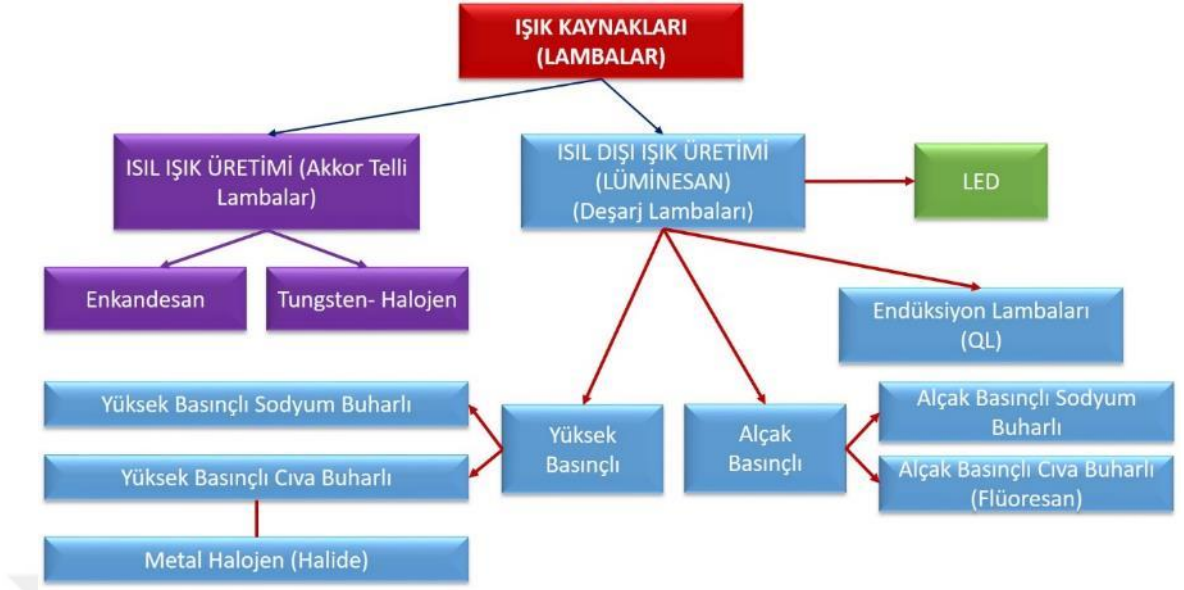 IŞIK KAYNAKLARI
(LAMBALAR)
ISIL IŞIK ÜRETİMİ (Akkor Telli
Lambalar)
ISIL DIŞI IŞIK ÜRETİMİ
(LÜMİNESAN)
(Deşarj Lambaları)
LED
Enkandesan
Tungsten- Halojen
Endüksiyon Lambaları
(QL)
Yüksek Basınçlı Sodyum Buharlı
Yüksek Basınçlı Cıva Buharlı
Metal Halojen (Halide)
Yüksek
Basınçlı
Alçak
Basınçlı
Alçak Basınçlı Sodyum
Buharlı
Alçak Basınçlı Cıva Buharlı
(Flüoresan)